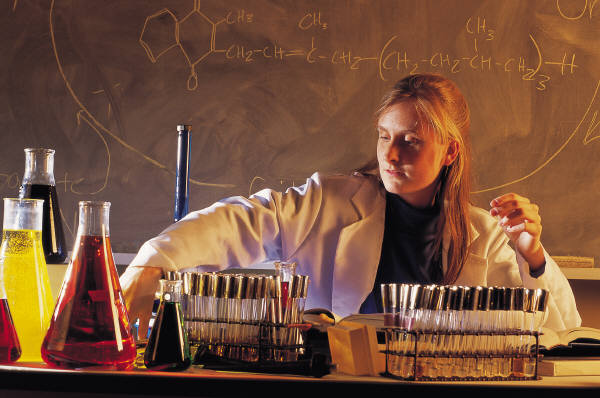 CH₃ CH₃ CH₃
CH₂-CH=C-CH₂-(CH₂-CH₂-CH-CH₂)₃-H
O